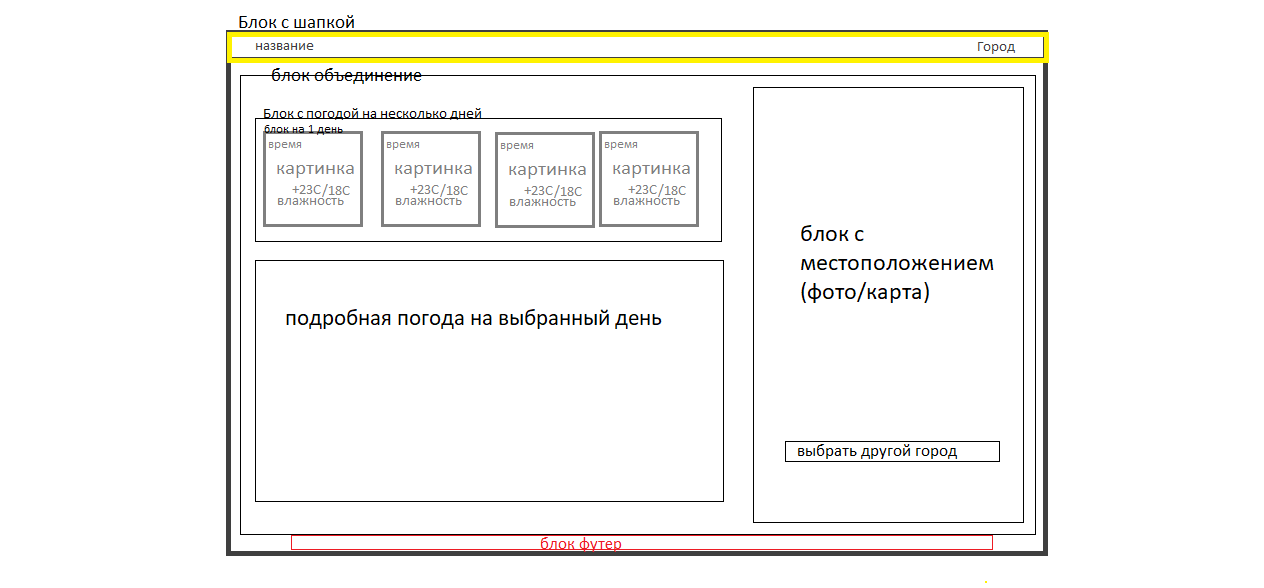 Блок с шапкой
название
Город
блок объединение
Блок с погодой на несколько дней
блок на 1 день
время
картинка
+23C/18C
влажность
время
картинка
+23C/18C
влажность
время
картинка
+23C/18C
влажность
время
картинка
+23C/18C
влажность
подробная погода на выбранный день
блок с
местоположением
(фото/карта)
выбрать другой город
блок футер